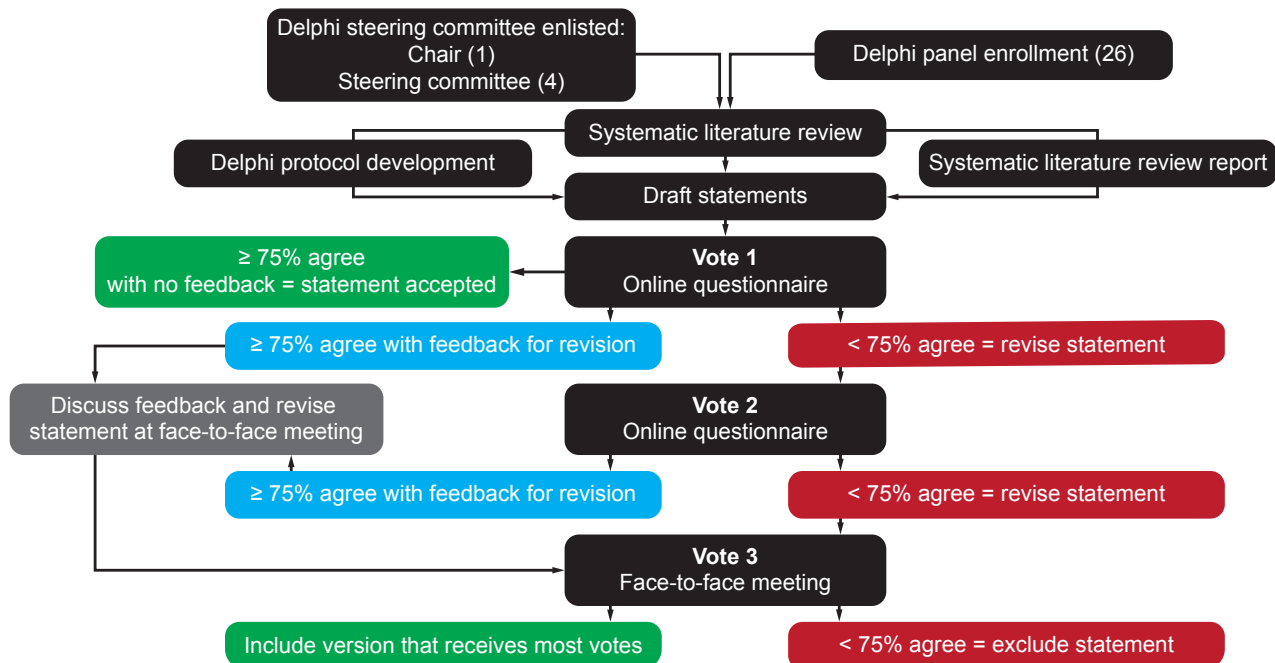 Delphi steering committee enlisted:
Chair (1)
Steering committee (4)
Delphi panel enrollment (26)
Systematic literature review
Delphi protocol development
Systematic literature review report
Draft statements
≥ 75% agree
with no feedback = statement accepted
Vote 1
Online questionnaire
≥ 75% agree with feedback for revision
< 75% agree = revise statement
Discuss feedback and revise
statement at face-to-face meeting
Vote 2
Online questionnaire
≥ 75% agree with feedback for revision
< 75% agree = revise statement
Vote 3
Face-to-face meeting
Include version that receives most votes
< 75% agree = exclude statement